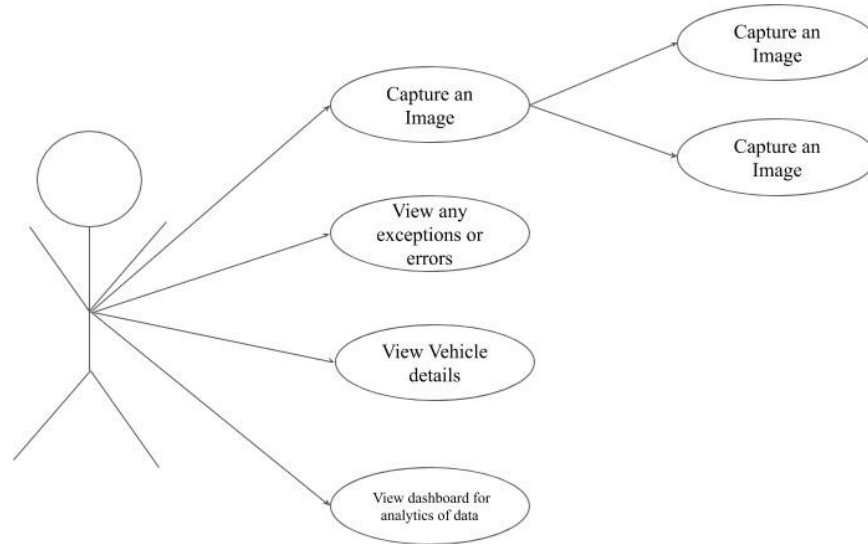 Capture an
Image
Capture an
Image
Capture an
Image
View any
exceptions or
errors
View Vehicle
details
View dashboard for
analytics of data